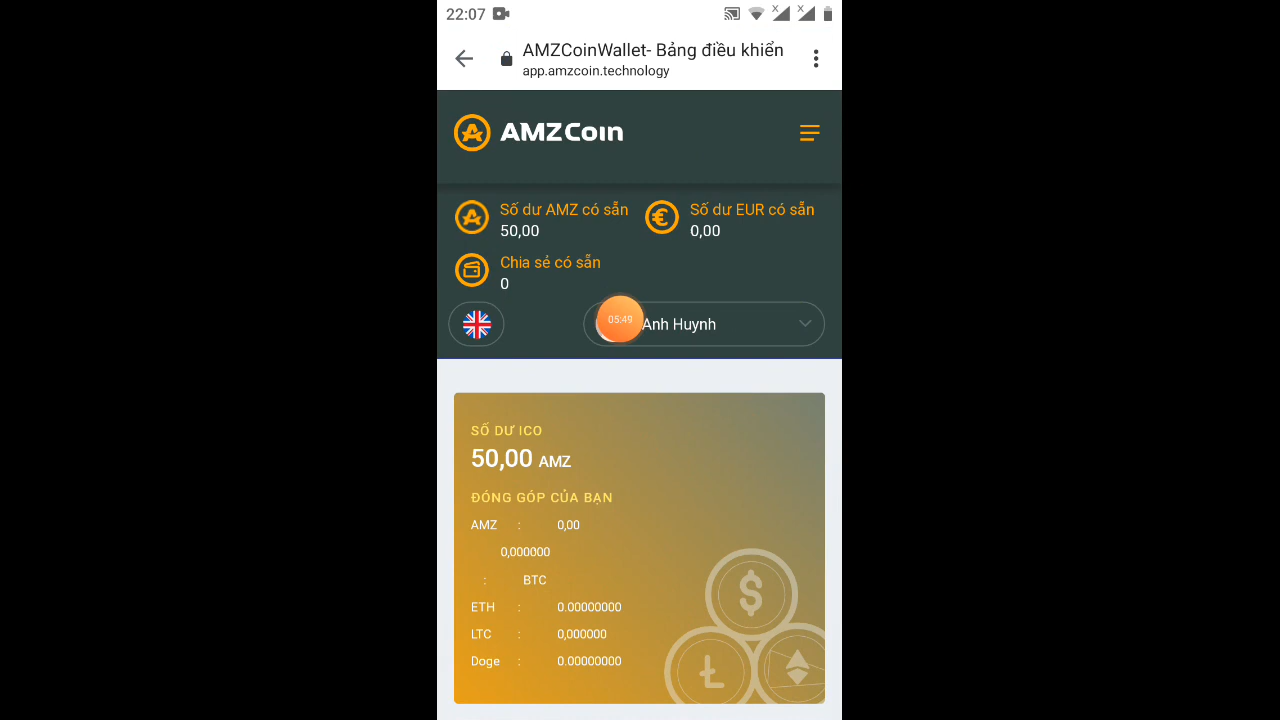 22:07
AMZCoinWallet- Bảng điều khiển
app.amzcoin.technology
AMZCoin
Số dư AMZ có sẵn
50,00
Số dư EUR có sẵn
0,00
Chia sẻ có sẵn
0
05:49
Anh Huynh
SỐ DƯ ICO
50,00 AMZ
ĐÓNG GÓP CỦA BẠN
AMZ : 0,00
0,000000
: BTC
ETH : 0.00000000
LTC : 0,000000
Doge : 0.00000000